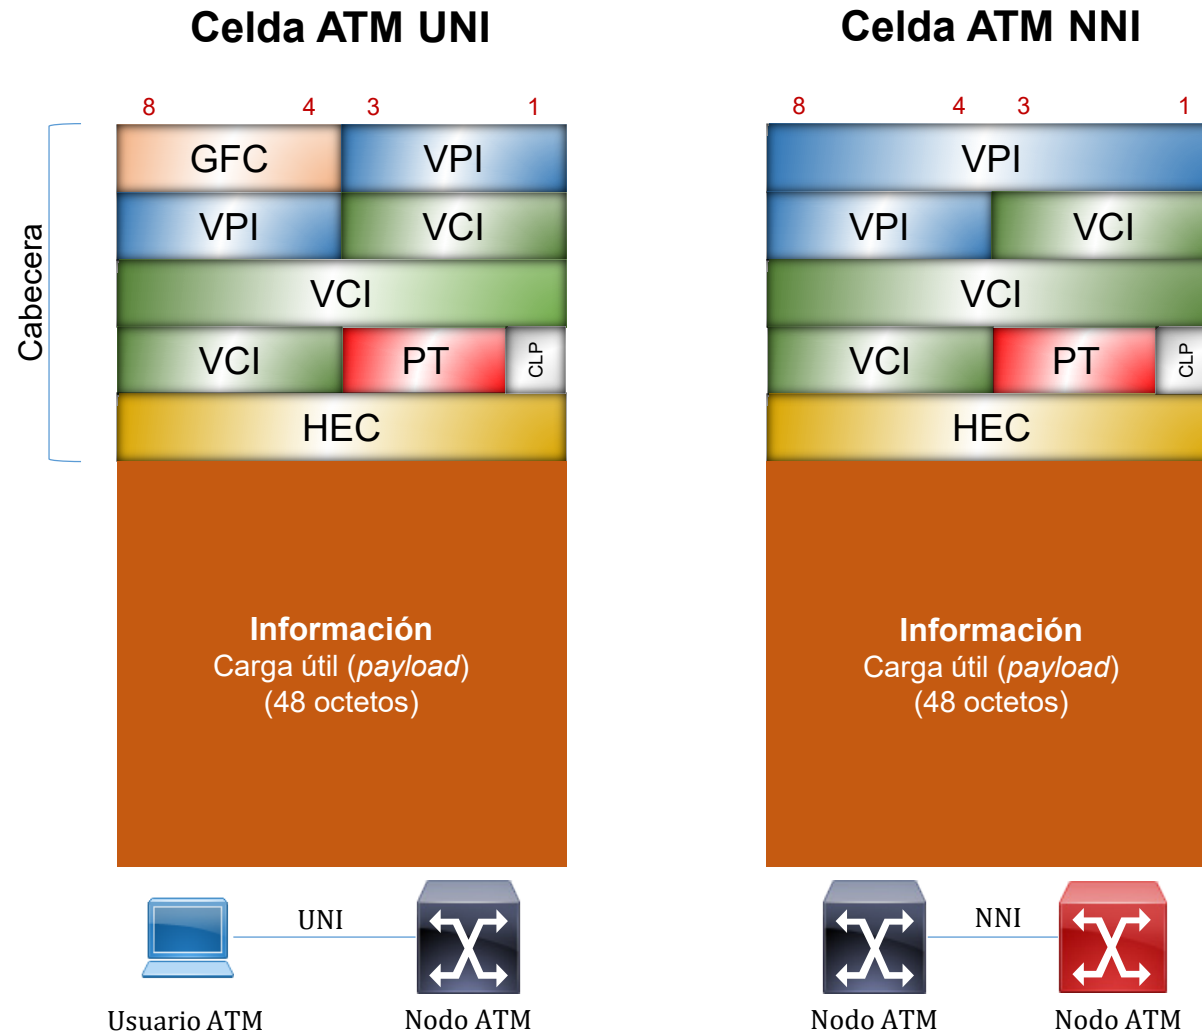 Celda ATM UNI
Celda ATM NNI
8 4 3 1
8 4 3 1
Cabecera
GFC VPI
VPI VCI
VCI
VCI PT CLP
HEC
Información
Carga útil (payload)
(48 octetos)
VPI
VPI VCI
VCI
VCI PT CLP
HEC
Información
Carga útil (payload)
(48 octetos)
UNI
Usuario ATM
Nodo ATM
NNI
Nodo ATM
Nodo ATM